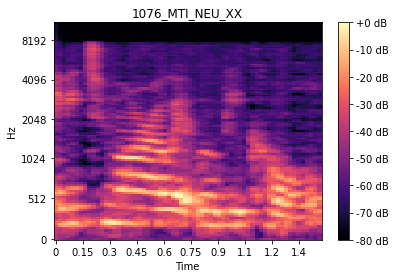 1076_MTI_NEU_XX
+0 dB
8192
-10 dB
4096
-20 dB
-30 dB
2048
Hz
-40 dB
1024
-50 dB
512
-60 dB
-70 dB
0
-80 dB
0 0.15 0.3 0.45 0.6 0.75 0.9 1.1 1.2 1.4
Time